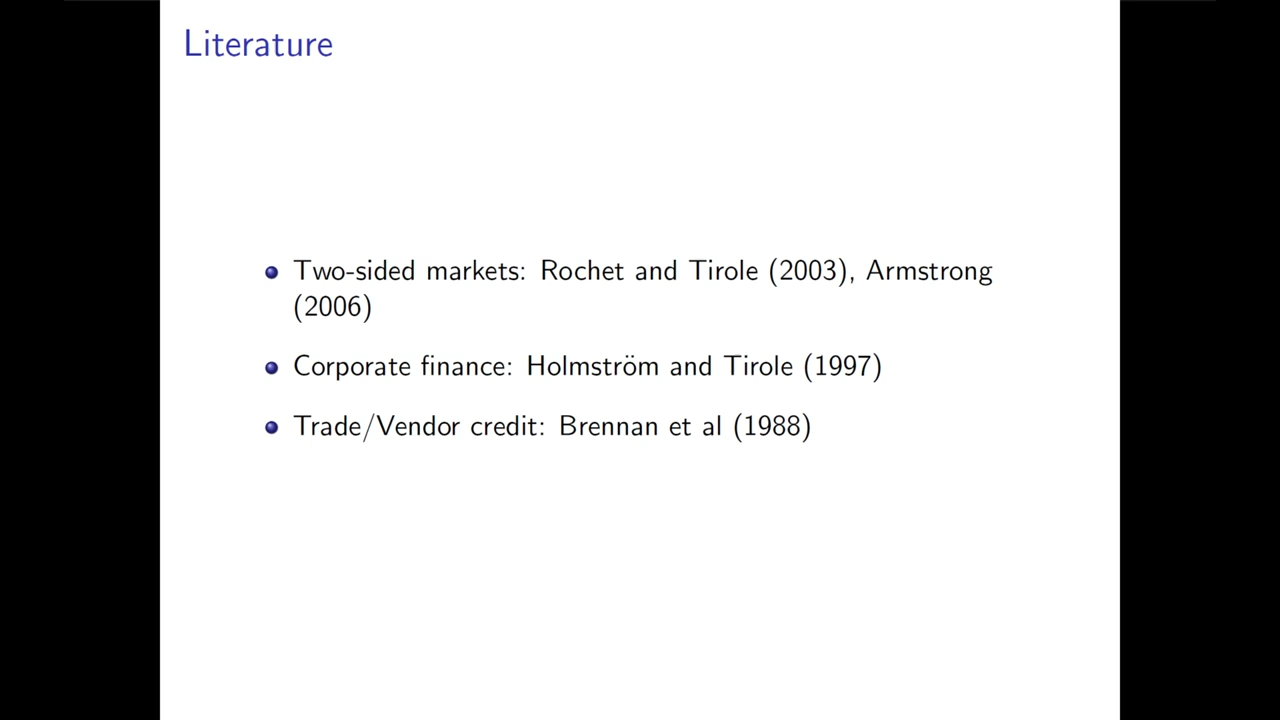 Literature
Two-sided markets: Rochet and Tirole (2003), Armstrong
(2006)
Corporate finance: Holmström and Tirole (1997)
Trade/Vendor credit: Brennan et al (1988)